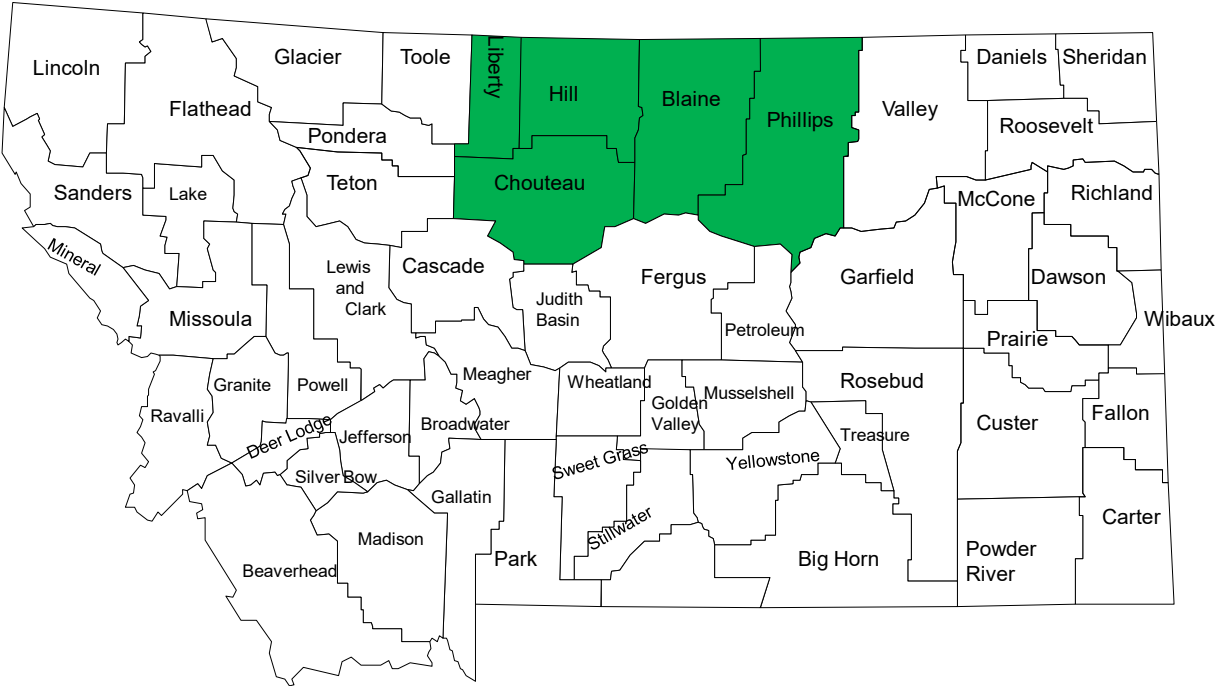 Lincoln
Flathead
Glacier
Toole
Liberty
Hill
Blaine
Phillips
Valley
Daniels
Sheridan
Roosevelt
Pondera
Teton
Chouteau
Sanders
Lake
McCone
Richland
Mineral
Missoula
Lewis
and
Clark
Cascade
Judith
Basin
Fergus
Petroleum
Garfield
Dawson
Wibaux
Prairie
Ravalli
Granite
Powell
Meagher
Wheatland
Golden
Valley
Musselshell
Rosebud
Treasure
Custer
Fallon
Deer Lodge
Jefferson
Broadwater
Silver Bow
Gallatin
Sweet Grass
Yellowstone
Stillwater
Madison
Beaverhead
Park
Big Horn
Powder
River
Carter